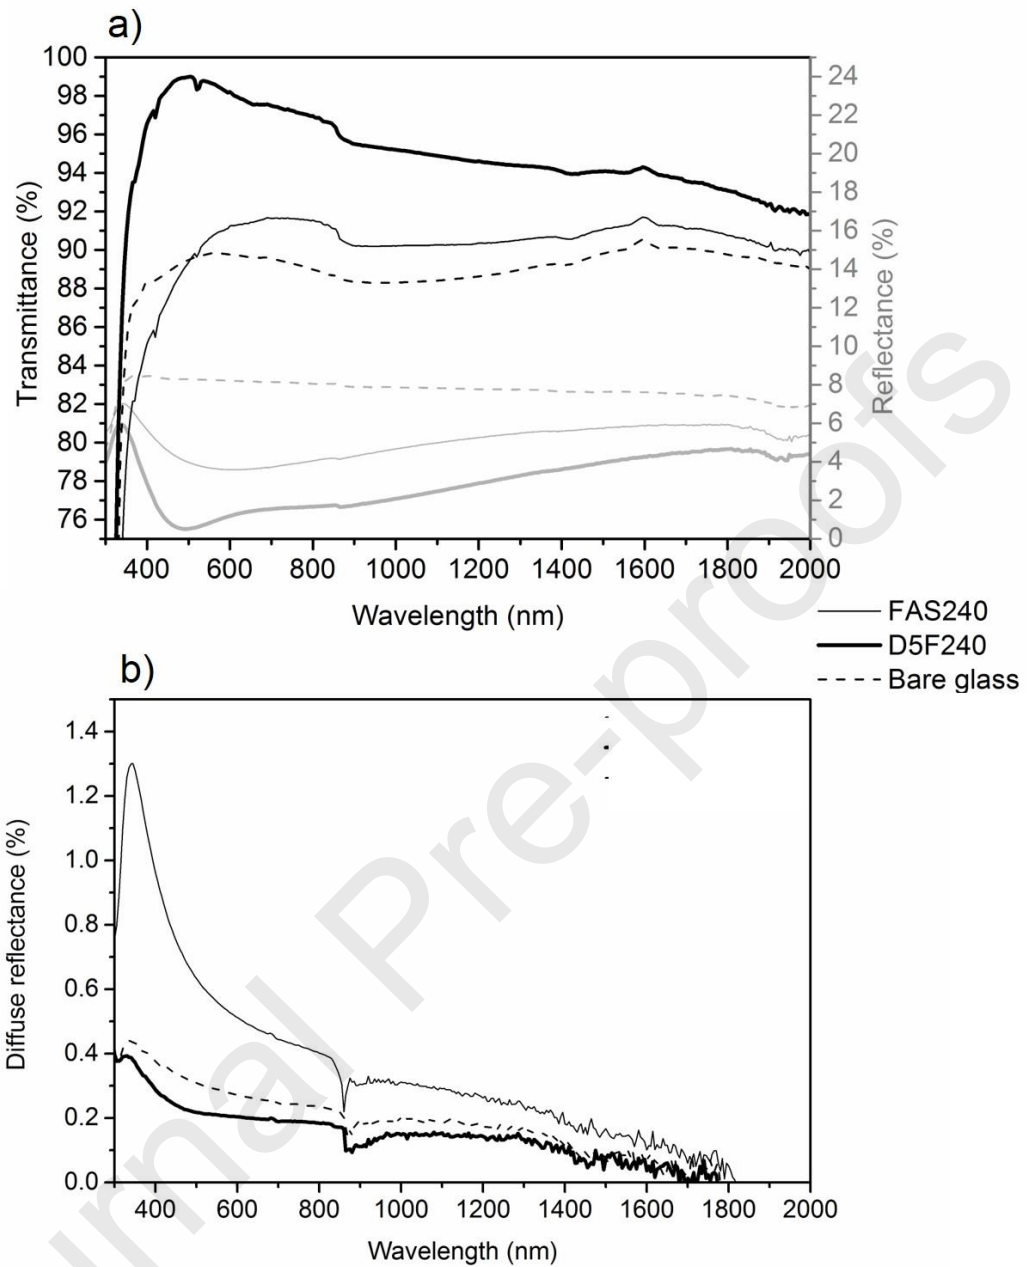 a)
100
98
96
94
92
90
88
86
84
82
80
78
76
Transmittance (%)
24
22
20
18
16
14
12
10
8
6
4
2
0
Reflectance (%)
400 600 800 1000 1200 1400 1600 1800 2000
Wavelength (nm)
FAS240
D5F240
Bare glass
b)
1.4
1.2
1.0
0.8
0.6
0.4
0.2
0.0
Diffuse reflectance (%)
400 600 800 1000 1200 1400 1600 1800 2000
Wavelength (nm)
rnal Pre-proofs